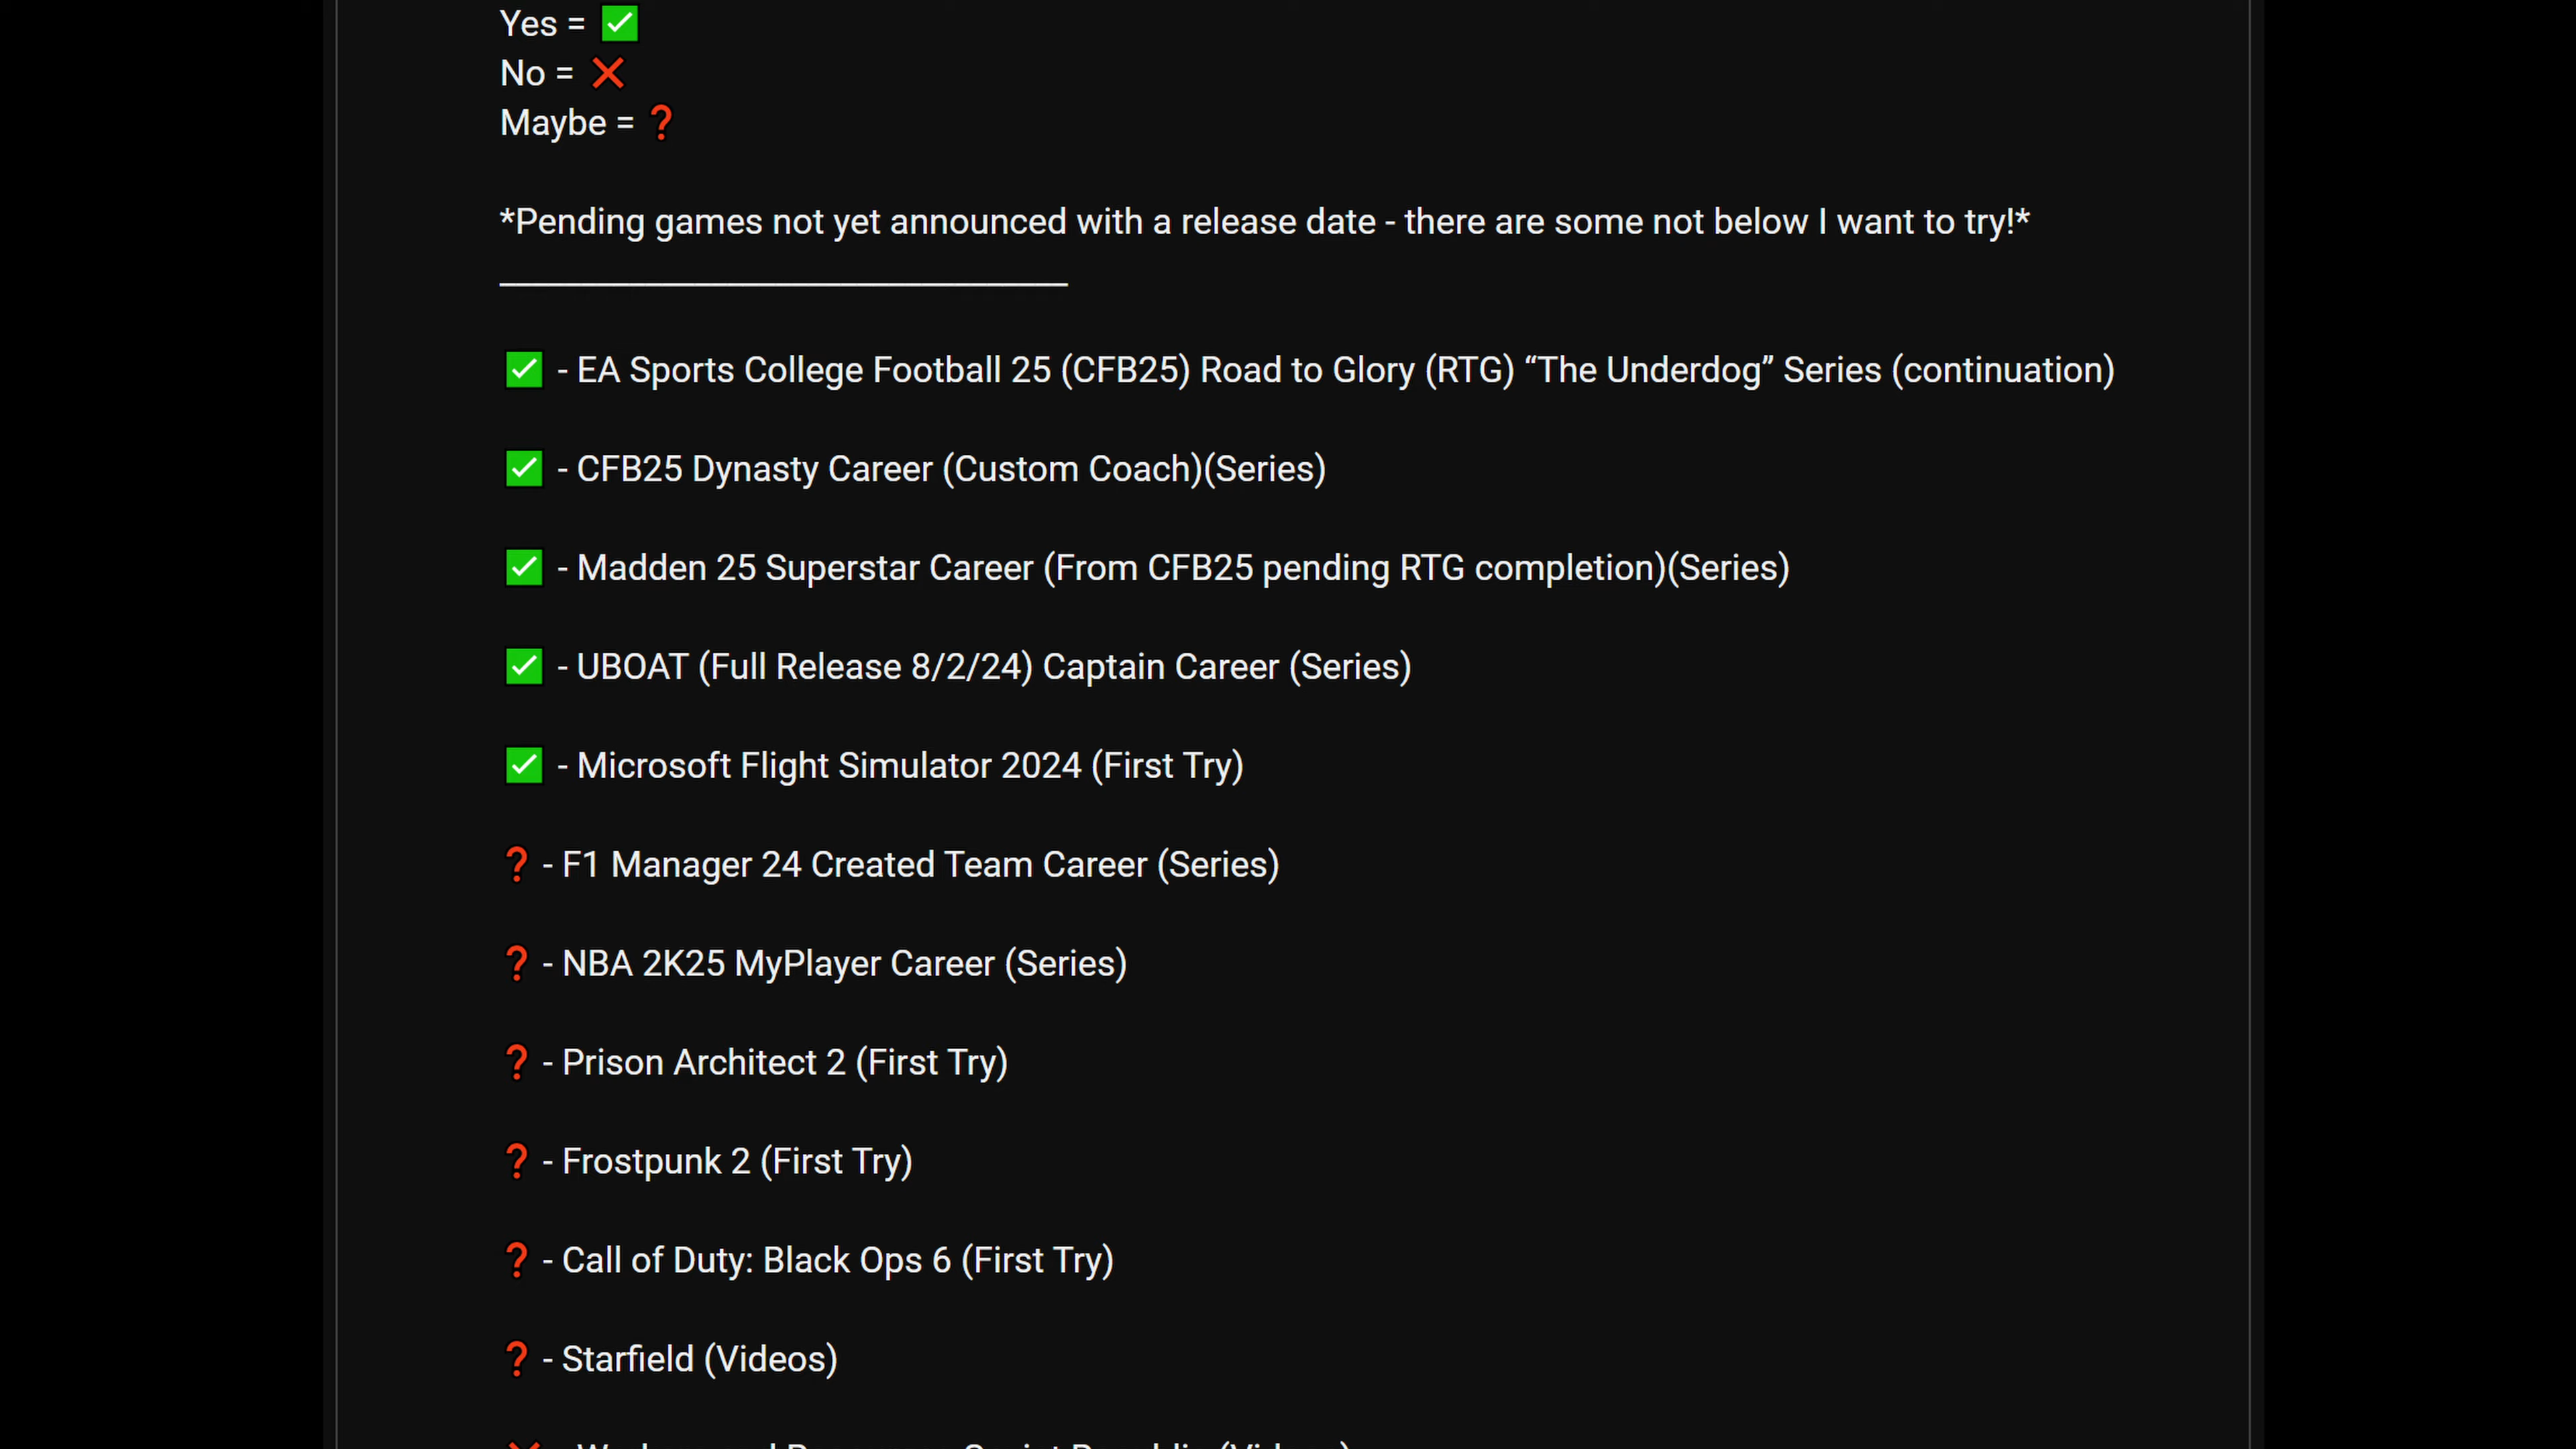 Yes = ✅
No = ❌
Maybe = ❓
*Pending games not yet announced with a release date - there are some not below I want to try!*
✅ - EA Sports College Football 25 (CFB25) Road to Glory (RTG) “The Underdog” Series (continuation)
✅ - CFB25 Dynasty Career (Custom Coach)(Series)
✅ - Madden 25 Superstar Career (From CFB25 pending RTG completion)(Series)
✅ - UBOAT (Full Release 8/2/24) Captain Career (Series)
✅ - Microsoft Flight Simulator 2024 (First Try)
❓ - F1 Manager 24 Created Team Career (Series)
❓ - NBA 2K25 MyPlayer Career (Series)
❓ - Prison Architect 2 (First Try)
❓ - Frostpunk 2 (First Try)
❓ - Call of Duty: Black Ops 6 (First Try)
❓ - Starfield (Videos)